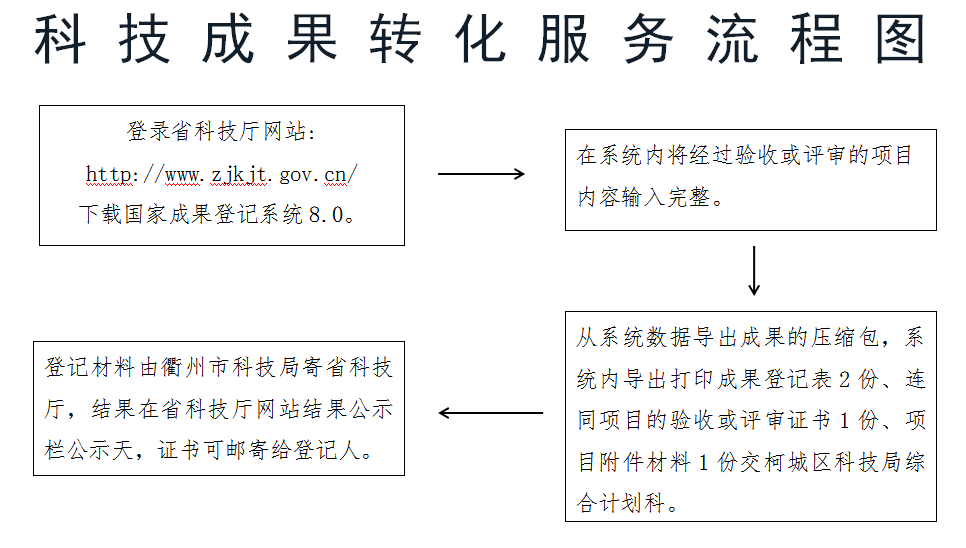 科技成果转化服务流程图
登录省科技厅网站:
http://www.zjkjt.gov.cn/
下载国家成果登记系统8.0。
在系统内将经过验收或评审的项目
内容输入完整。
从系统数据导出成果的压缩包，系
统内导出打印成果登记表2份、连
同项目的验收或评审证书1份、项
目附件材料1份交柯城区科技局综
合计划科。
登记材料由衢州市科技局寄省科技
厅，结果在省科技厅网站结果公示
栏公示天，证书可邮寄给登记人。